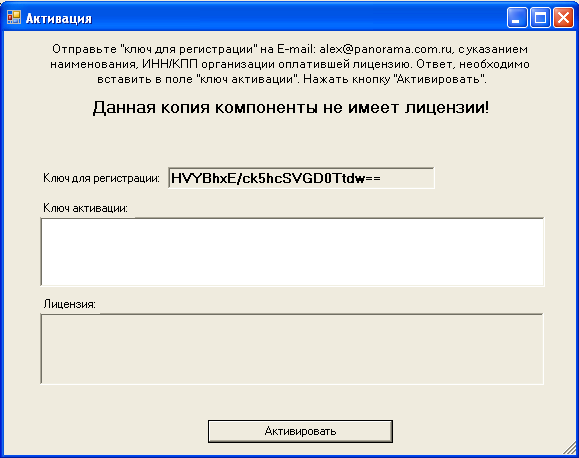 Активация
Отправьте "ключ для регистрации" на E-mail: alex@panorama.com.ru, с указанием
наименования, ИНН/КПП организации оплатившей лицензию. Ответ, необходимо
вставить в поле "ключ активации". Нажать кнопку "Активировать".
Данная копия компоненты не имеет лицензии!
Ключ для регистрации: HVYBhxE/ck5hcSVGD0Ttdw==
Ключ активации:
Лицензия:
Активировать